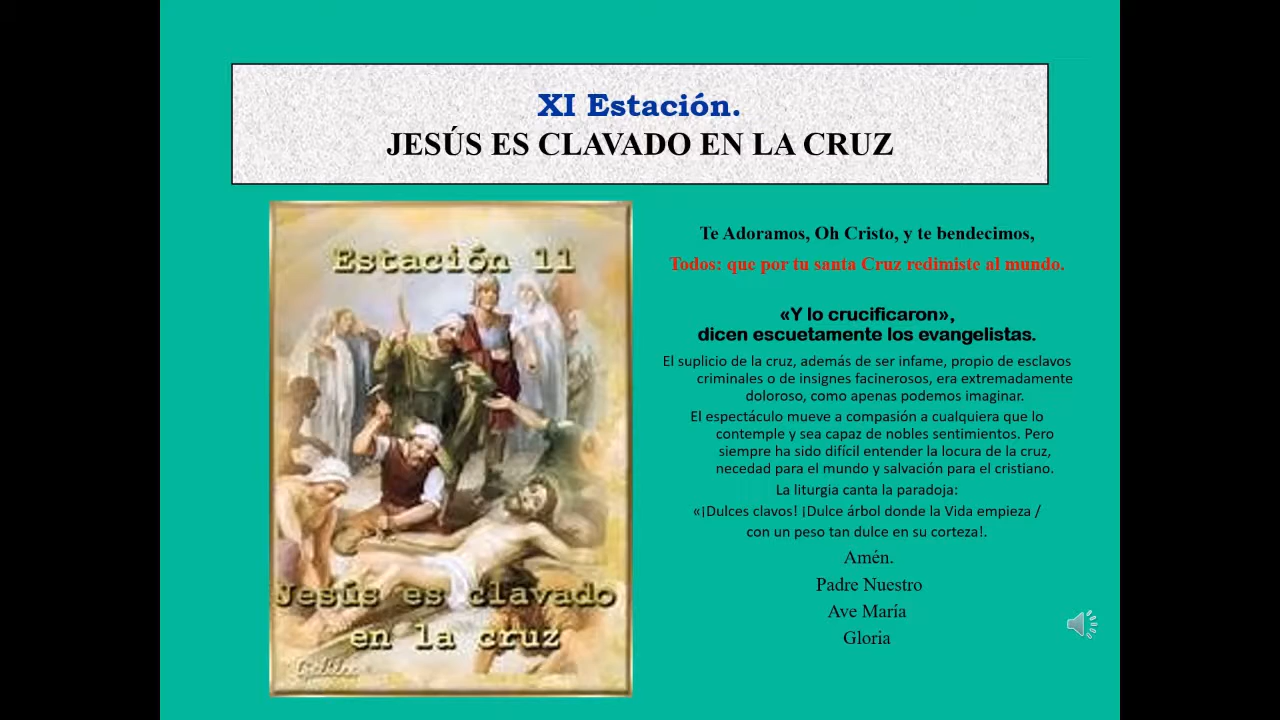 XI Estación.
JESÚS ES CLAVADO EN LA CRUZ
Estación 11
Jesús es clavado
en la cruz
Te Adoramos, Oh Cristo, y te bendecimos,
Todos: que por tu santa Cruz redimiste al mundo.
«Y lo crucificaron»,
dicen escuetamente los evangelistas.
El suplicio de la cruz, además de ser infame, propio de esclavos
criminales o de insignes facinerosos, era extremadamente
doloroso, como apenas podemos imaginar.
El espectáculo mueve a compasión a cualquiera que lo
contemple y sea capaz de nobles sentimientos. Pero
siempre ha sido difícil entender la locura de la cruz,
necedad para el mundo y salvación para el cristiano.
La liturgia canta la paradoja:
«¡Dulces clavos! ¡Dulce árbol donde la Vida empieza /
con un peso tan dulce en su corteza!.
Amén.
Padre Nuestro
Ave María
Gloria